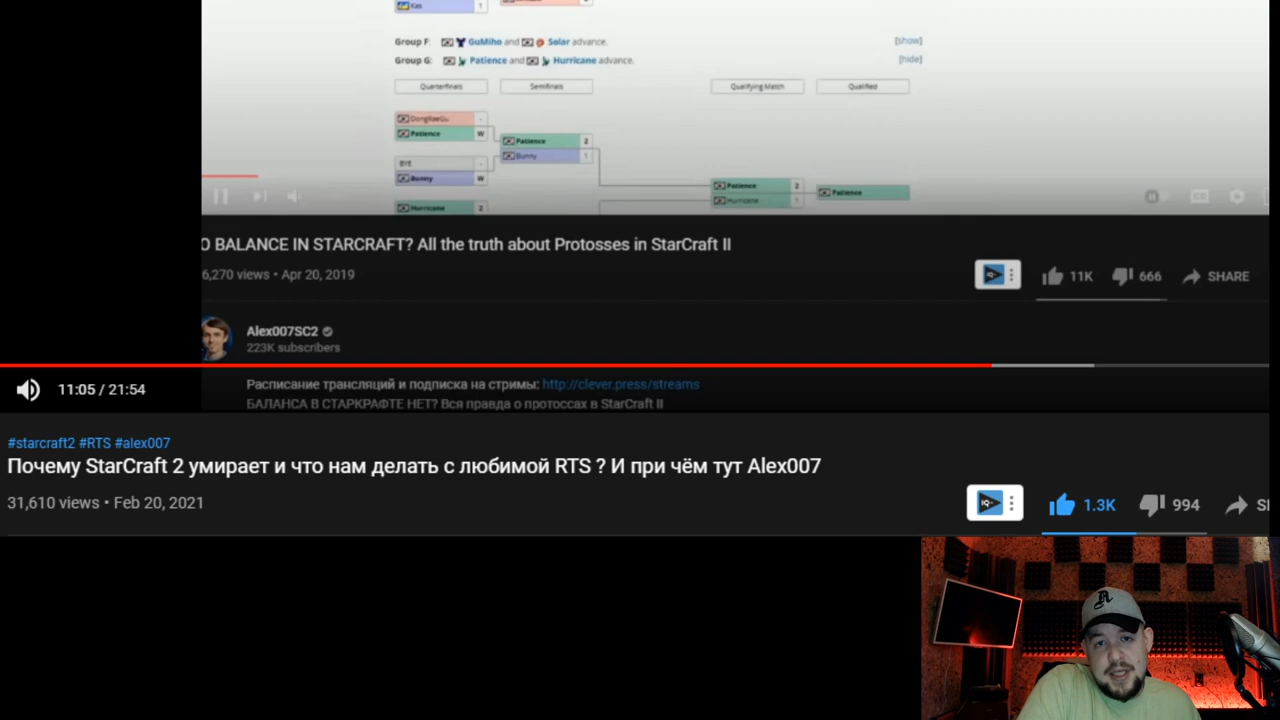 Kas 1
Group F: GuMiho and Solar advance. [show]
Group G: Patience and Hurricane advance. [hide]
Quarterfinals Semifinals Qualifying Match Qualified
DongRaeGu -
Patience W
Patience 2
Bunny 1
BYE -
Bunny W
Patience 2
Hurricane 1
Patience
Hurricane 2
O BALANCE IN STARCRAFT? All the truth about Protosses in StarCraft II
6,270 views • Apr 20, 2019
11K 666 SHARE
Alex007SC2
223K subscribers
11:05 / 21:54
Расписание трансляций и подписка на стримы: http://clever.press/streams
БАЛАНСА В СТАРКРАФТЕ НЕТ? Вся правда о протоссах в StarCraft II
#starcraft2 #RTS #alex007
Почему StarCraft 2 умирает и что нам делать с любимой RTS ? И при чём тут Alex007
31,610 views • Feb 20, 2021
IQ 1.3K 994 S